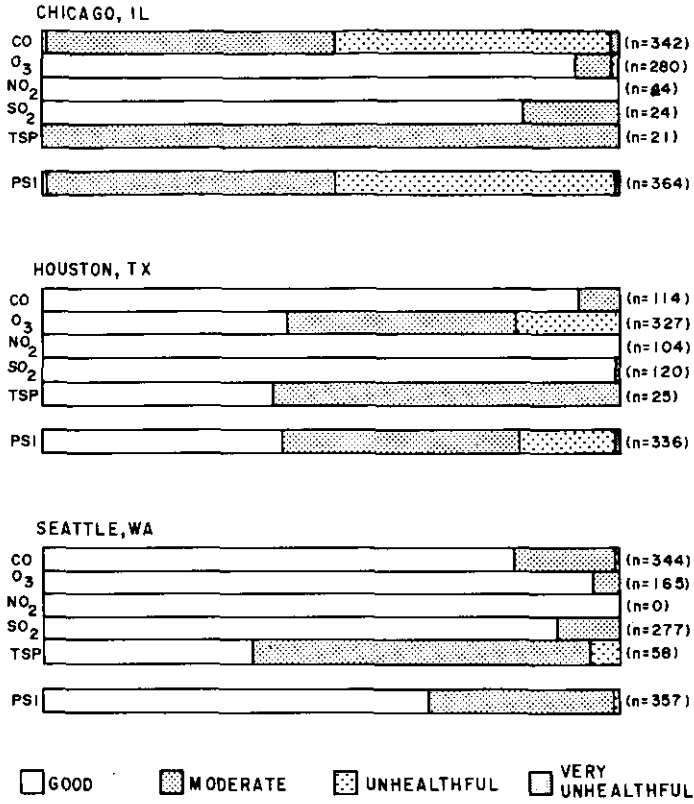 CHICAGO, IL
CO (n=342)
O3 (n=280)
NO2
SO2 (n=24)
TSP (n=21)
PSI (n=364)
HOUSTON, TX
CO (n=114)
O3 (n=327)
NO2 (n=104)
SO2 (n=120)
TSP (n=25)
PSI (n=336)
SEATTLE, WA
CO (n=344)
O3 (n=165)
NO2 (n=0)
SO2 (n=277)
TSP (n=58)
PSI (n=357)
GOOD MODERATE UNHEALTHFUL VERY UNHEALTHFUL